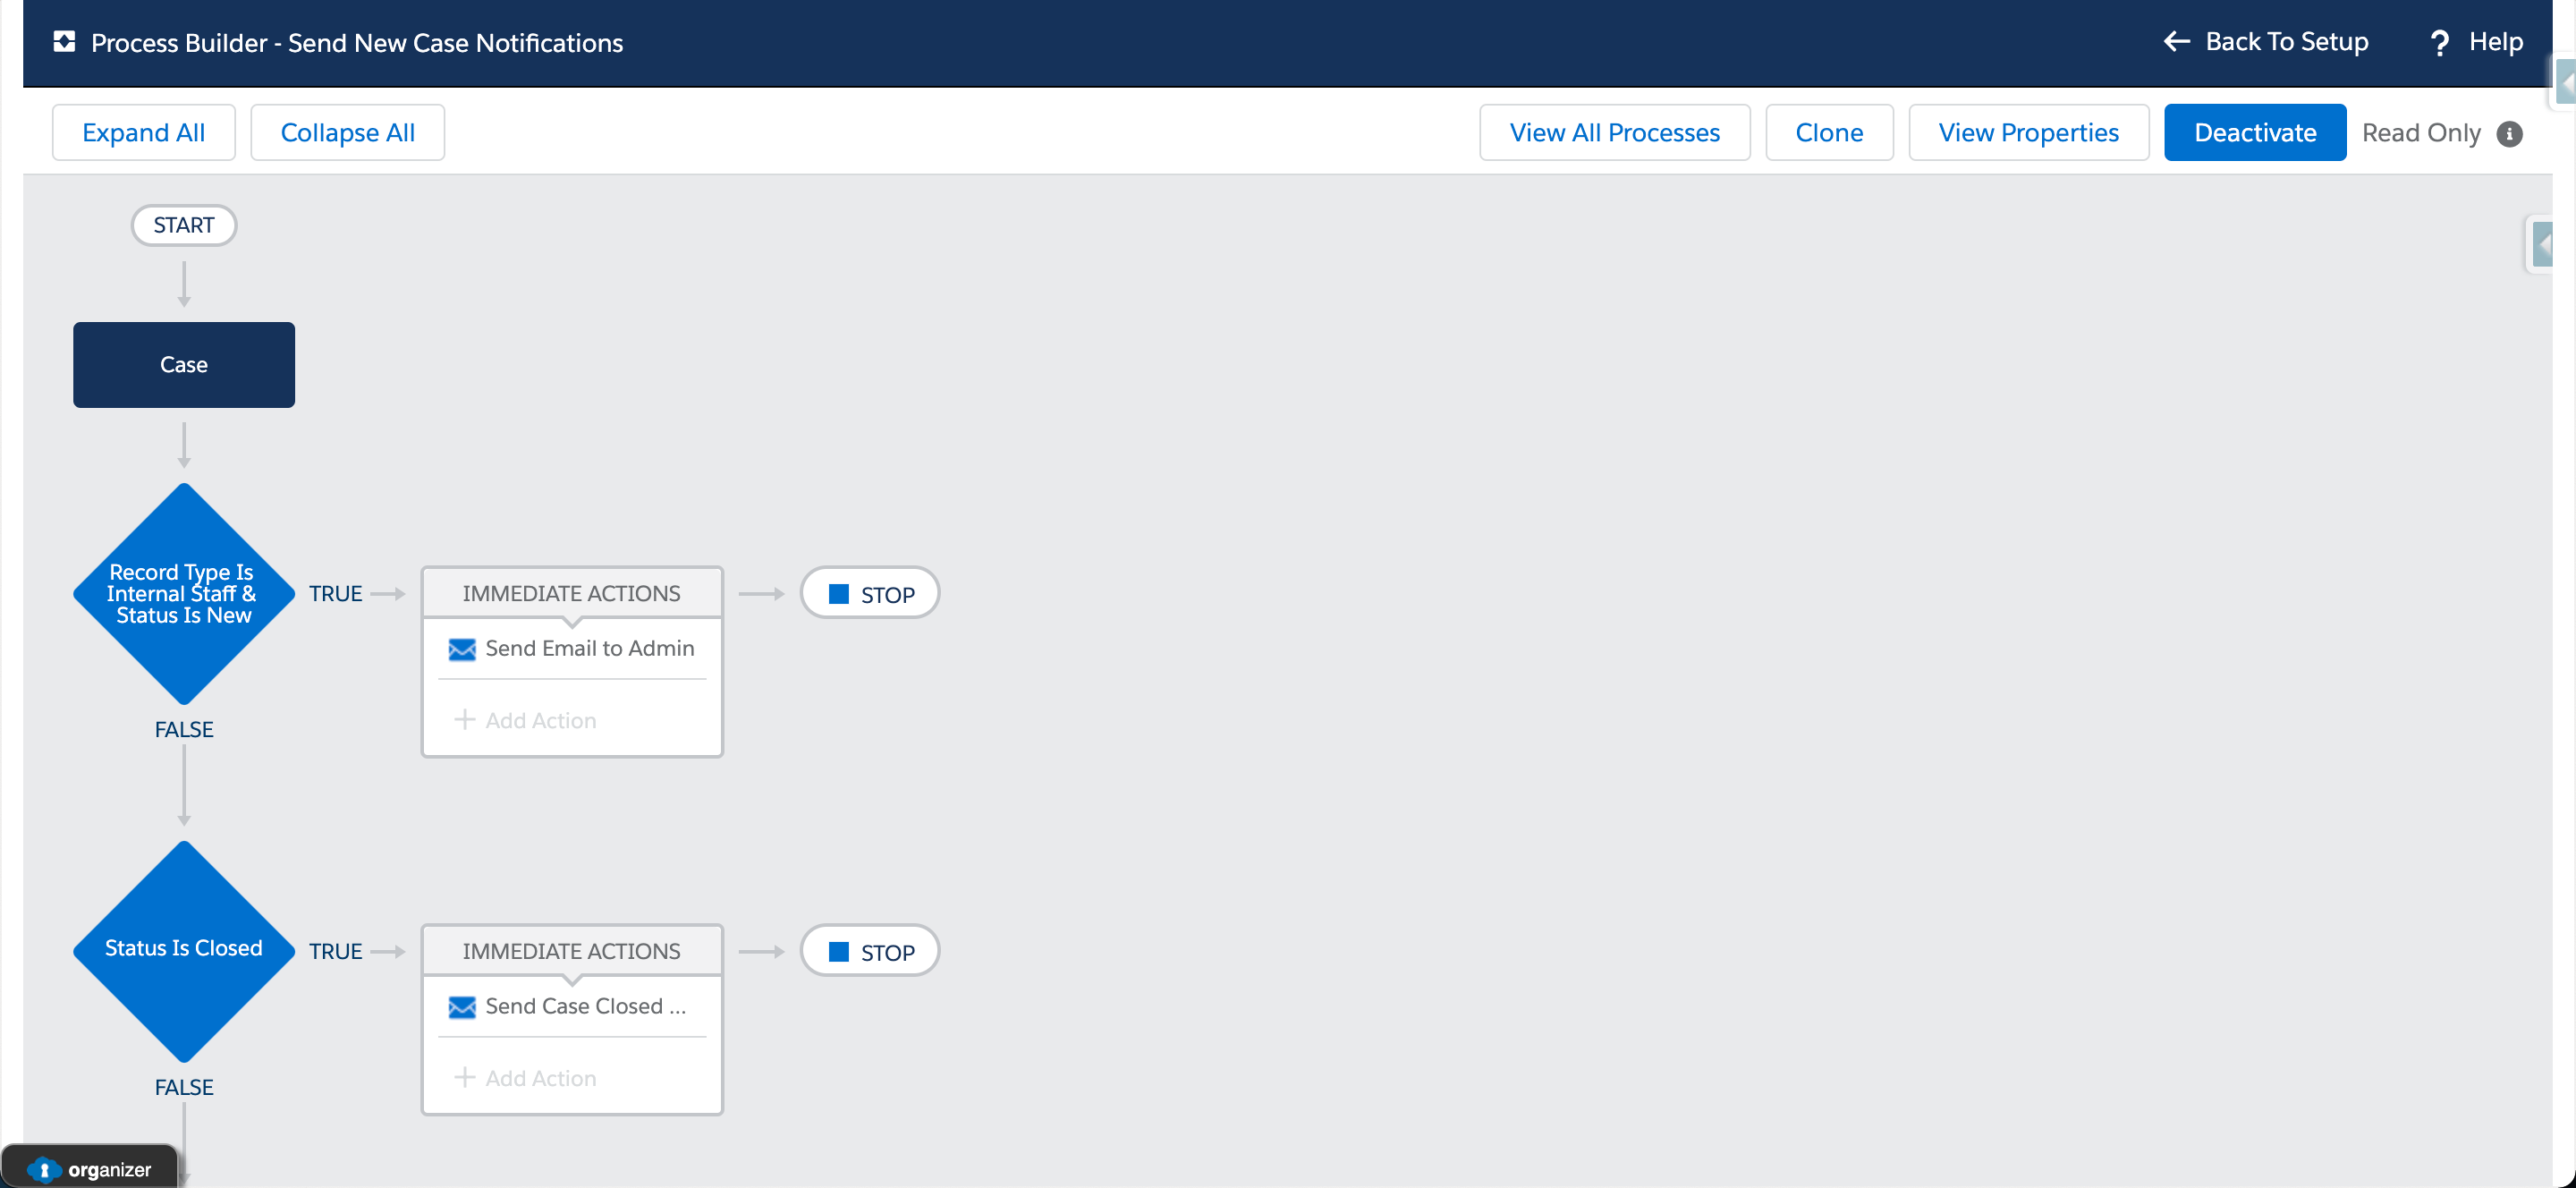 Process Builder - Send New Case Notifications
Back To Setup
? Help
Expand All
Collapse All
View All Processes
Clone
View Properties
Deactivate
Read Only
START
Case
Record Type Is
Internal Staff &
Status Is New
TRUE
IMMEDIATE ACTIONS
STOP
Send Email to Admin
+ Add Action
FALSE
Status Is Closed
TRUE
IMMEDIATE ACTIONS
STOP
Send Case Closed ...
+ Add Action
FALSE
organizer